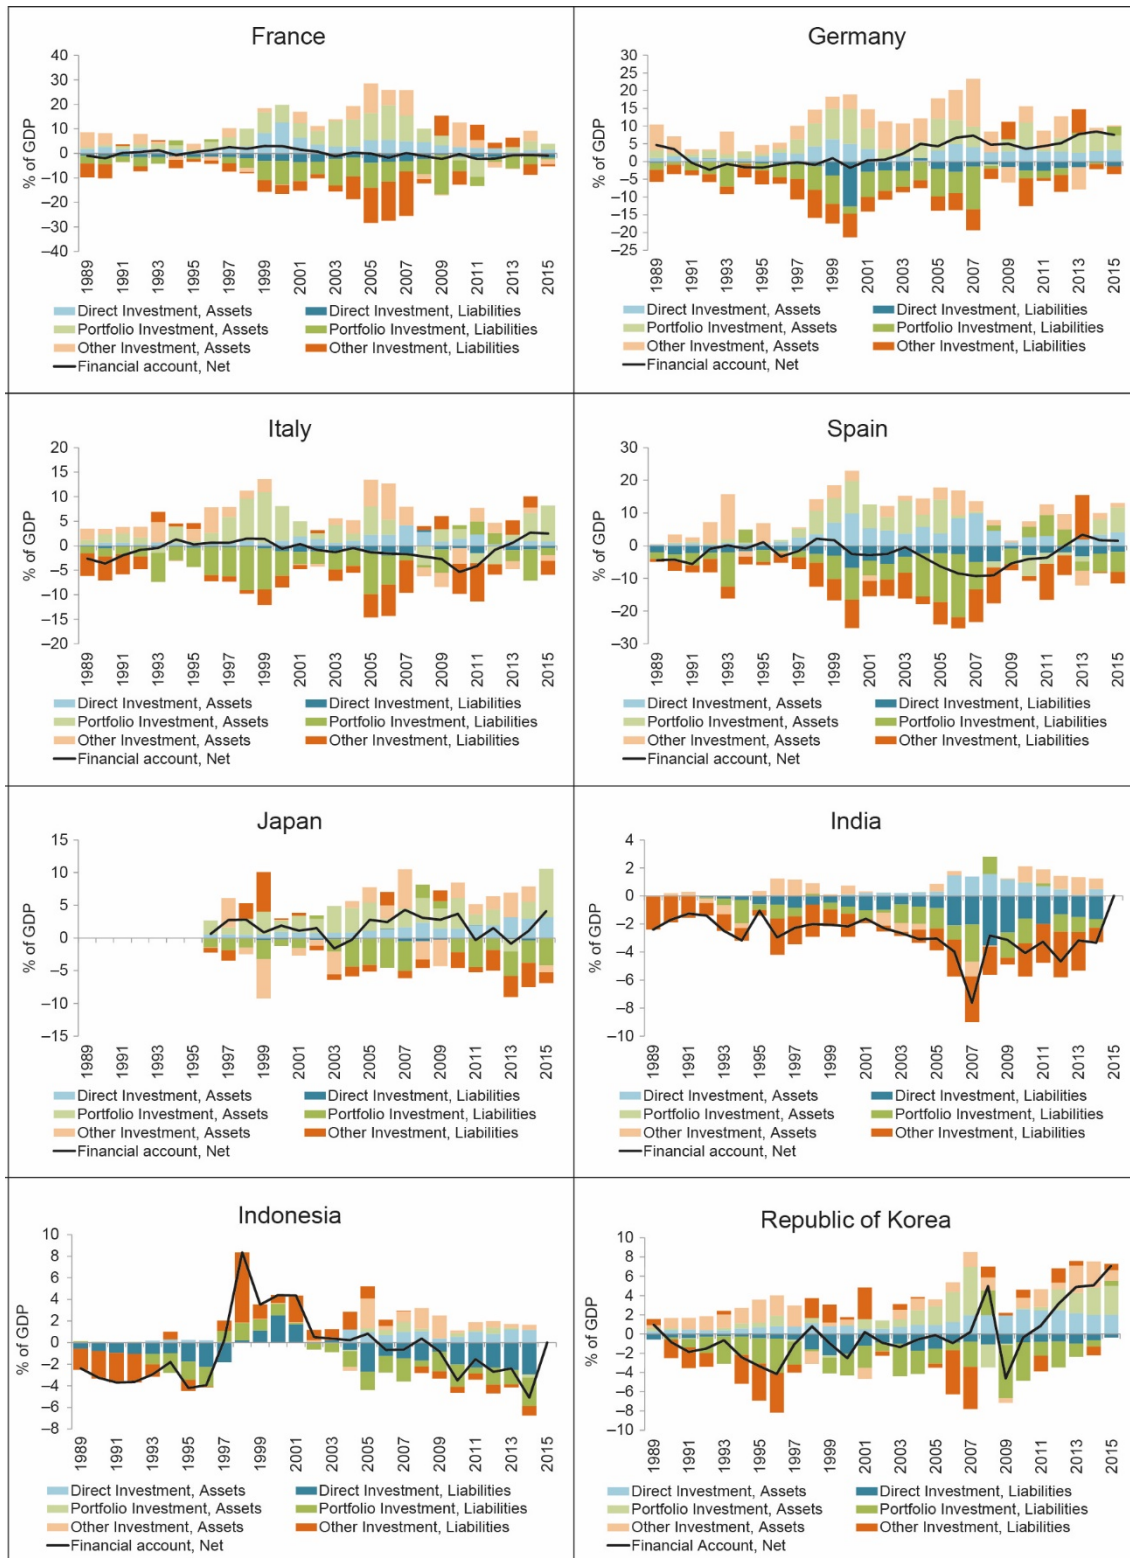 France
% of GDP
40
30
20
10
0
–10
–20
–30
–40
1989
1991
1993
1995
1997
1999
2001
2003
2005
2007
2009
2011
2013
2015
Direct Investment, Assets
Direct Investment, Liabilities
Portfolio Investment, Assets
Portfolio Investment, Liabilities
Other Investment, Assets
Other Investment, Liabilities
Financial account, Net
Germany
% of GDP
30
25
20
15
10
5
0
–5
–10
–15
–20
–25
1989
1991
1993
1995
1997
1999
2001
2003
2005
2007
2009
2011
2013
2015
Direct Investment, Assets
Direct Investment, Liabilities
Portfolio Investment, Assets
Portfolio Investment, Liabilities
Other Investment, Assets
Other Investment, Liabilities
Financial account, Net
Italy
% of GDP
20
15
10
5
0
–5
–10
–15
–20
1989
1991
1993
1995
1997
1999
2001
2003
2005
2007
2009
2011
2013
2015
Direct Investment, Assets
Direct Investment, Liabilities
Portfolio Investment, Assets
Portfolio Investment, Liabilities
Other Investment, Assets
Other Investment, Liabilities
Financial account, Net
Spain
% of GDP
30
20
10
0
–10
–20
–30
1989
1991
1993
1995
1997
1999
2001
2003
2005
2007
2009
2011
2013
2015
Direct Investment, Assets
Direct Investment, Liabilities
Portfolio Investment, Assets
Portfolio Investment, Liabilities
Other Investment, Assets
Other Investment, Liabilities
Financial account, Net
Japan
% of GDP
15
10
5
0
–5
–10
–15
1989
1991
1993
1995
1997
1999
2001
2003
2005
2007
2009
2011
2013
2015
Direct Investment, Assets
Direct Investment, Liabilities
Portfolio Investment, Assets
Portfolio Investment, Liabilities
Other Investment, Assets
Other Investment, Liabilities
Financial account, Net
India
% of GDP
4
2
0
–2
–4
–6
–8
–10
1989
1991
1993
1995
1997
1999
2001
2003
2005
2007
2009
2011
2013
2015
Direct Investment, Assets
Direct Investment, Liabilities
Portfolio Investment, Assets
Portfolio Investment, Liabilities
Other Investment, Assets
Other Investment, Liabilities
Financial account, Net
Indonesia
% of GDP
10
8
6
4
2
0
–2
–4
–6
–8
1989
1991
1993
1995
1997
1999
2001
2003
2005
2007
2009
2011
2013
2015
Direct Investment, Assets
Direct Investment, Liabilities
Portfolio Investment, Assets
Portfolio Investment, Liabilities
Other Investment, Assets
Other Investment, Liabilities
Financial account, Net
Republic of Korea
% of GDP
10
8
6
4
2
0
–2
–4
–6
–8
–10
1989
1991
1993
1995
1997
1999
2001
2003
2005
2007
2009
2011
2013
2015
Direct Investment, Assets
Direct Investment, Liabilities
Portfolio Investment, Assets
Portfolio Investment, Liabilities
Other Investment, Assets
Other Investment, Liabilities
Financial Account, Net